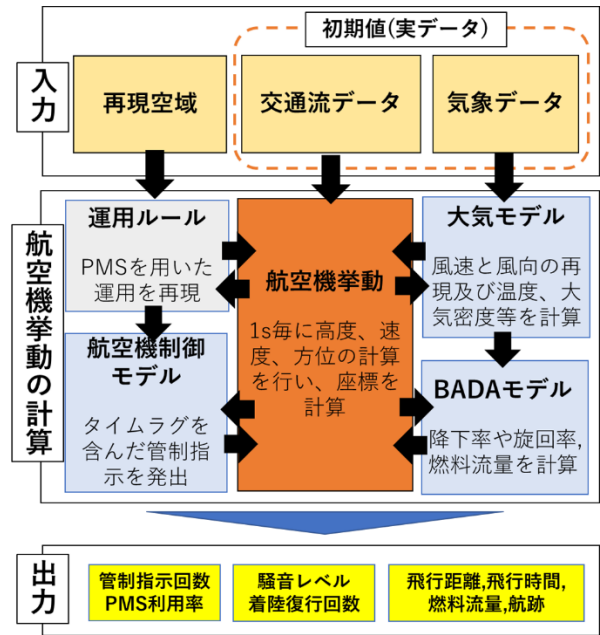 初期値(実データ)
入力
再現空域
交通流データ
気象データ
航空機挙動の計算
運用ルール
PMSを用いた
運用を再現
航空機制御
モデル
タイムラグを
含んだ管制指
示を発出
航空機挙動
1s毎に高度、速
度、方位の計算
を行い、座標を
計算
大気モデル
風速と風向の再
現及び温度、大
気密度等を計算
BADAモデル
降下率や旋回率,
燃料流量を計算
出力
管制指示回数
PMS利用率
騒音レベル
着陸復行回数
飛行距離,飛行時間,
燃料流量,航跡